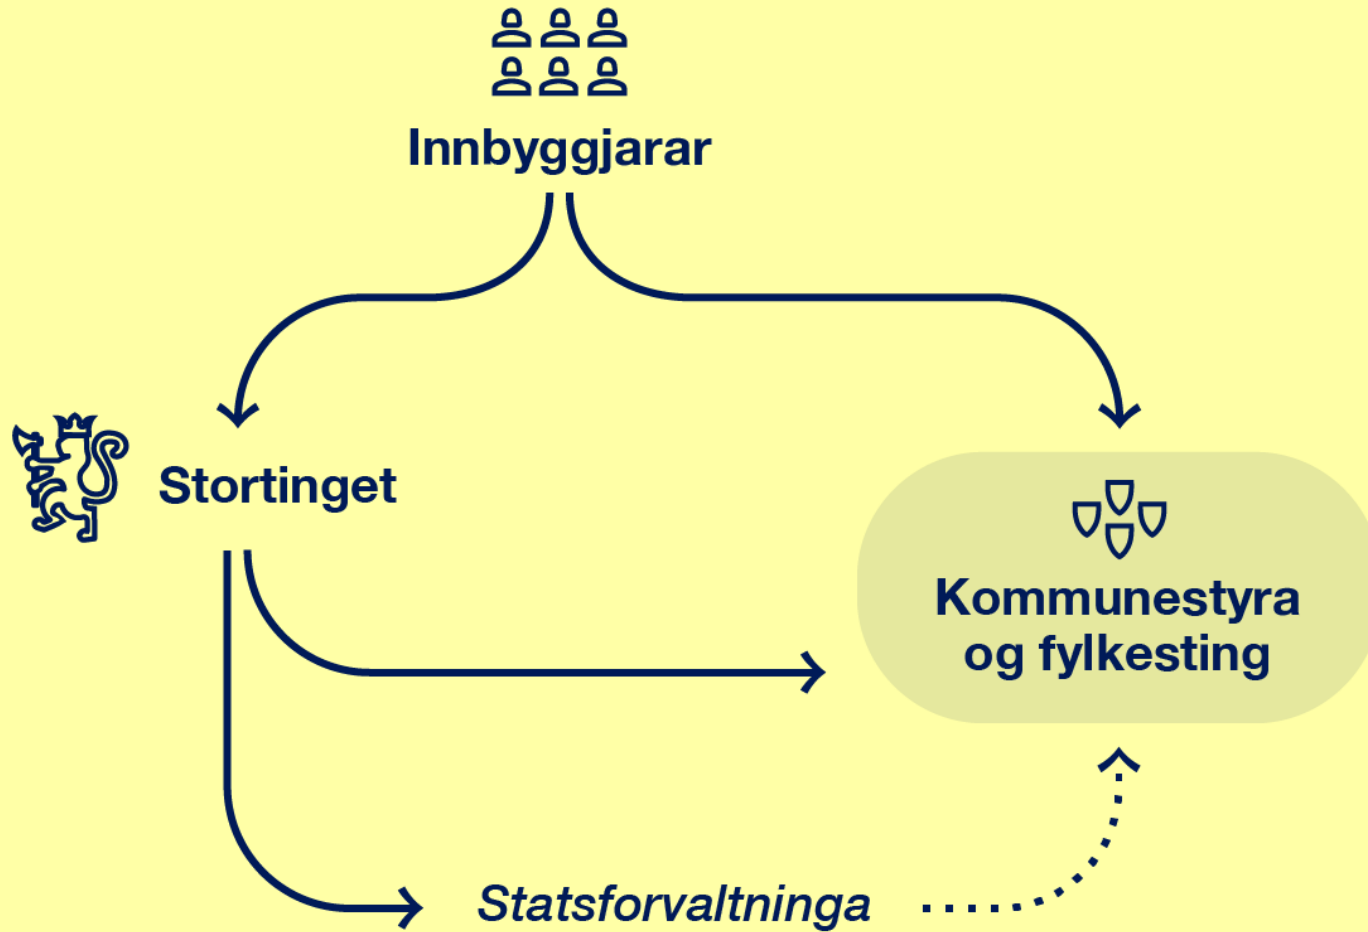 Innbyggjarar
Stortinget
Kommunestyra
og fylkesting
Statsforvaltninga